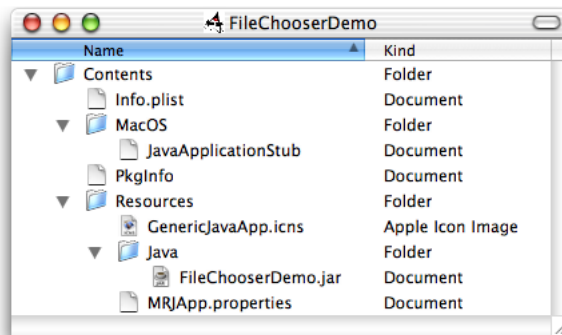 FileChooserDemo
Name Kind
Contents Folder
Info.plist Document
MacOS Folder
JavaApplicationStub Document
PkgInfo Document
Resources Folder
GenericJavaApp.icns Apple Icon Image
Java Folder
FileChooserDemo.jar Document
MRJApp.properties Document